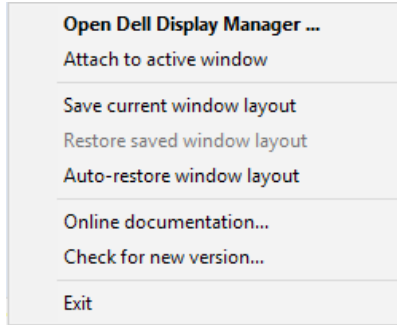 Open Dell Display Manager ...
Attach to active window
Save current window layout
Restore saved window layout
Auto-restore window layout
Online documentation...
Check for new version...
Exit